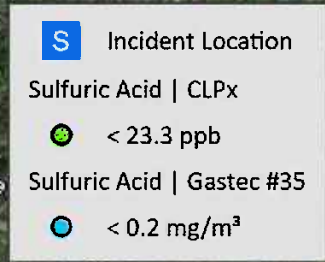 S Incident Location
Sulfuric Acid | CLPx
< 23.3 ppb
Sulfuric Acid | Gastec #35
< 0.2 mg/m³